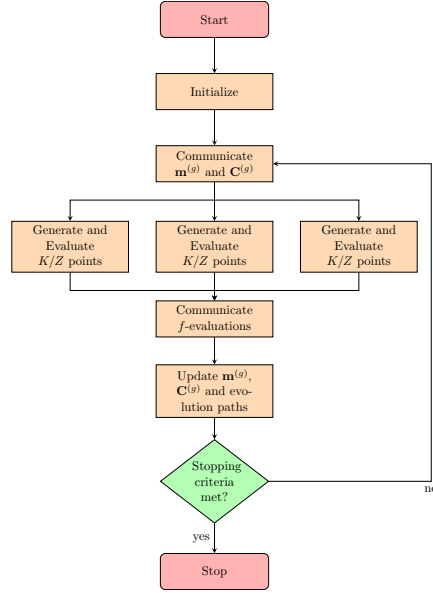 Start
Initialize
Communicate
m^(g) and C^(g)
Generate and
Evaluate
K/Z points
Generate and
Evaluate
K/Z points
Generate and
Evaluate
K/Z points
Communicate
f-evaluations
Update m^(g),
C^(g) and evo-
lution paths
Stopping
criteria
met?
yes
Stop